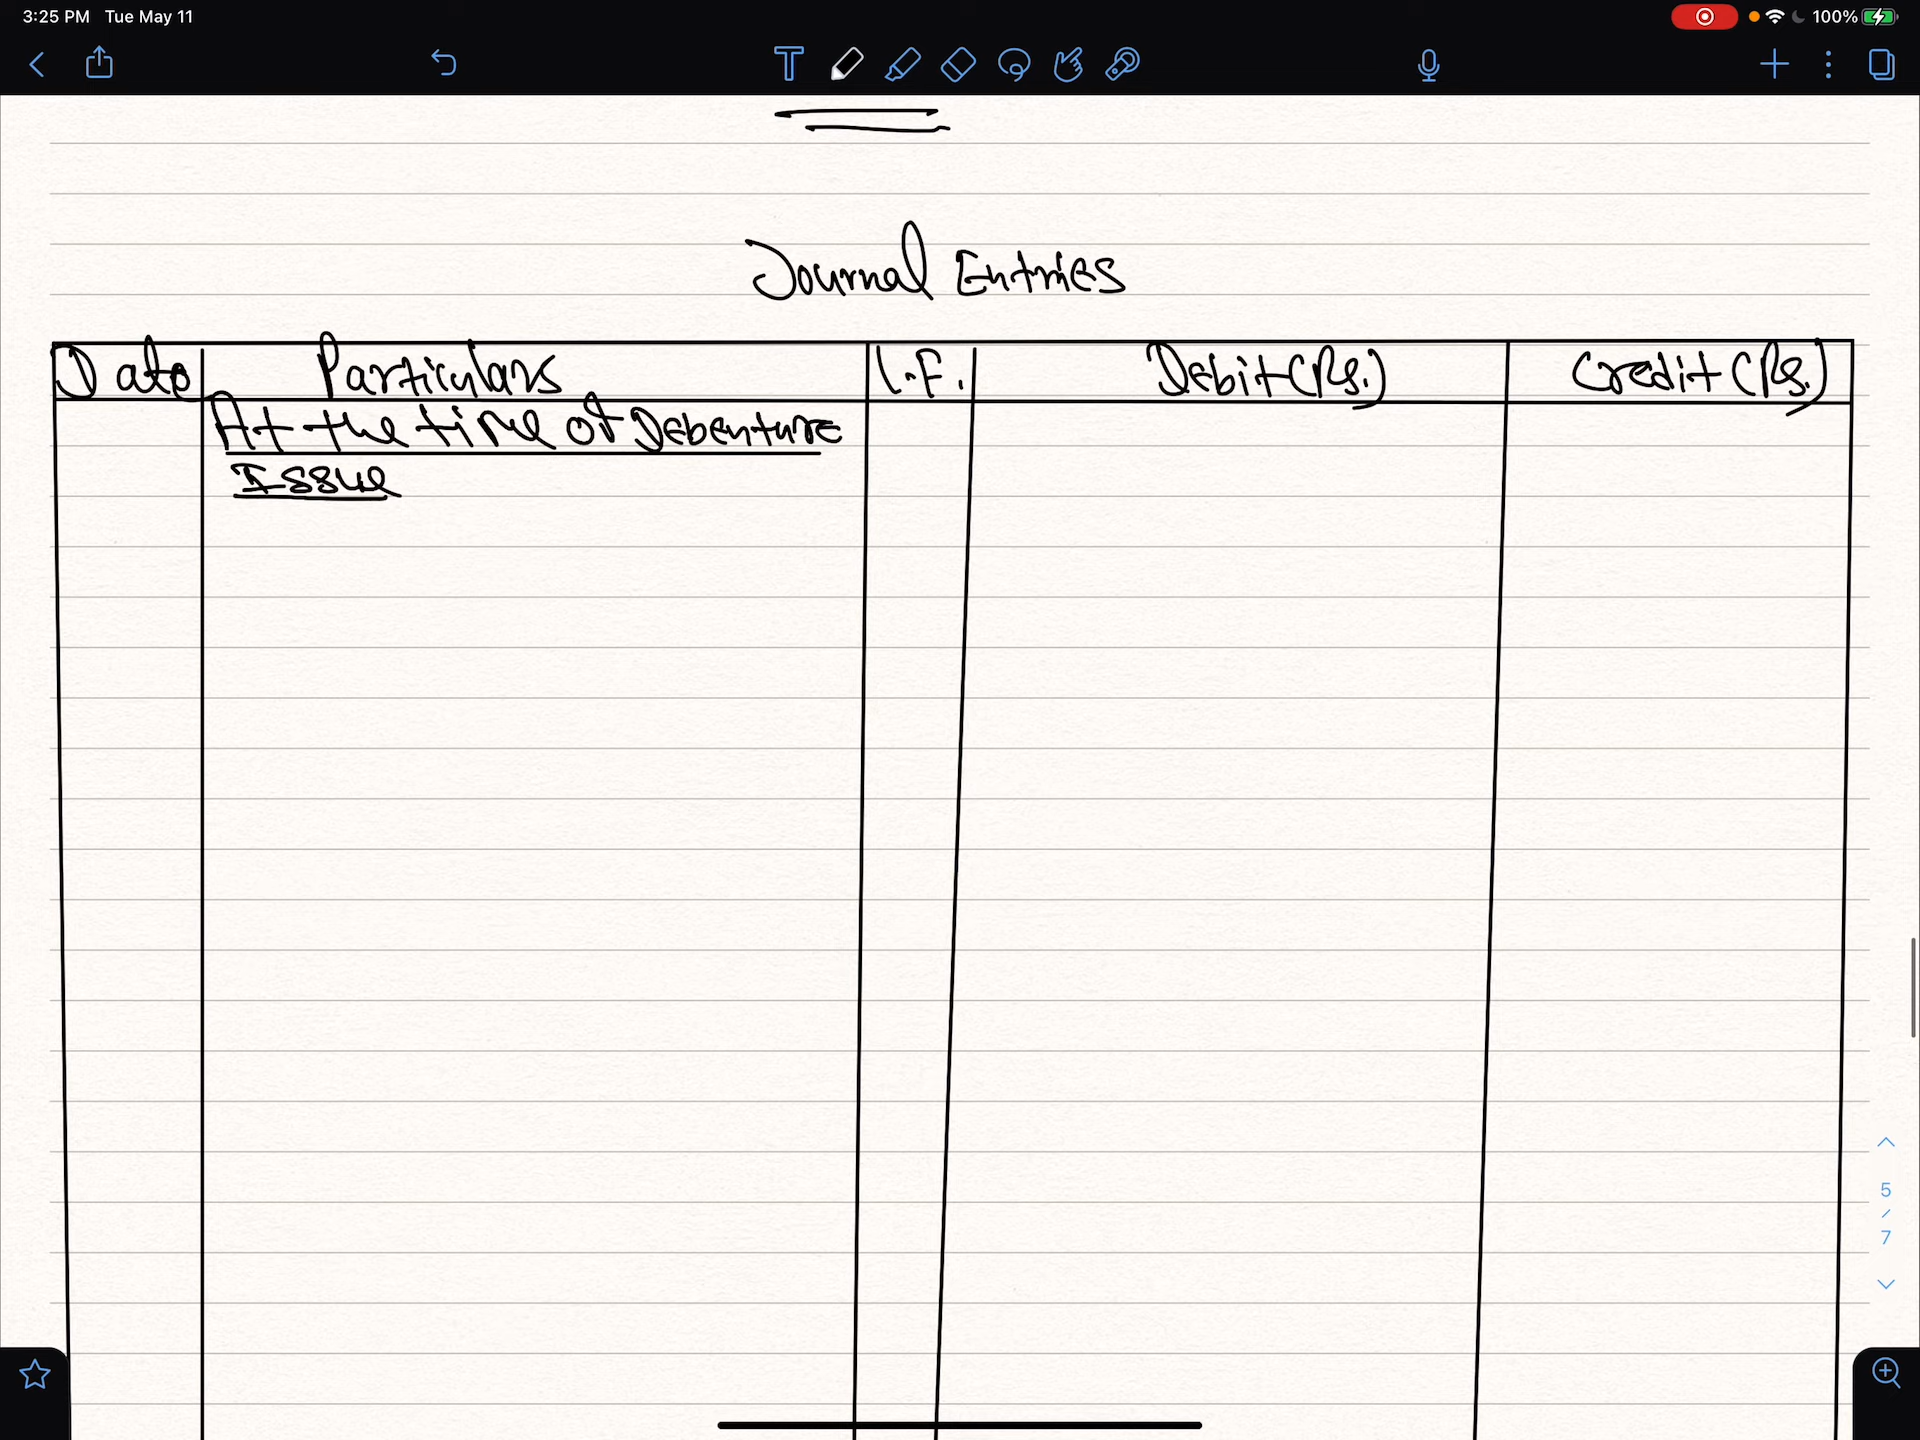 3:25 PM Tue May 11
100%
T
Journal Entries
Date Particulars L.F. Debit (Rs.) Credit (Rs.)
At the time of Debenture
Issue
5
/
7